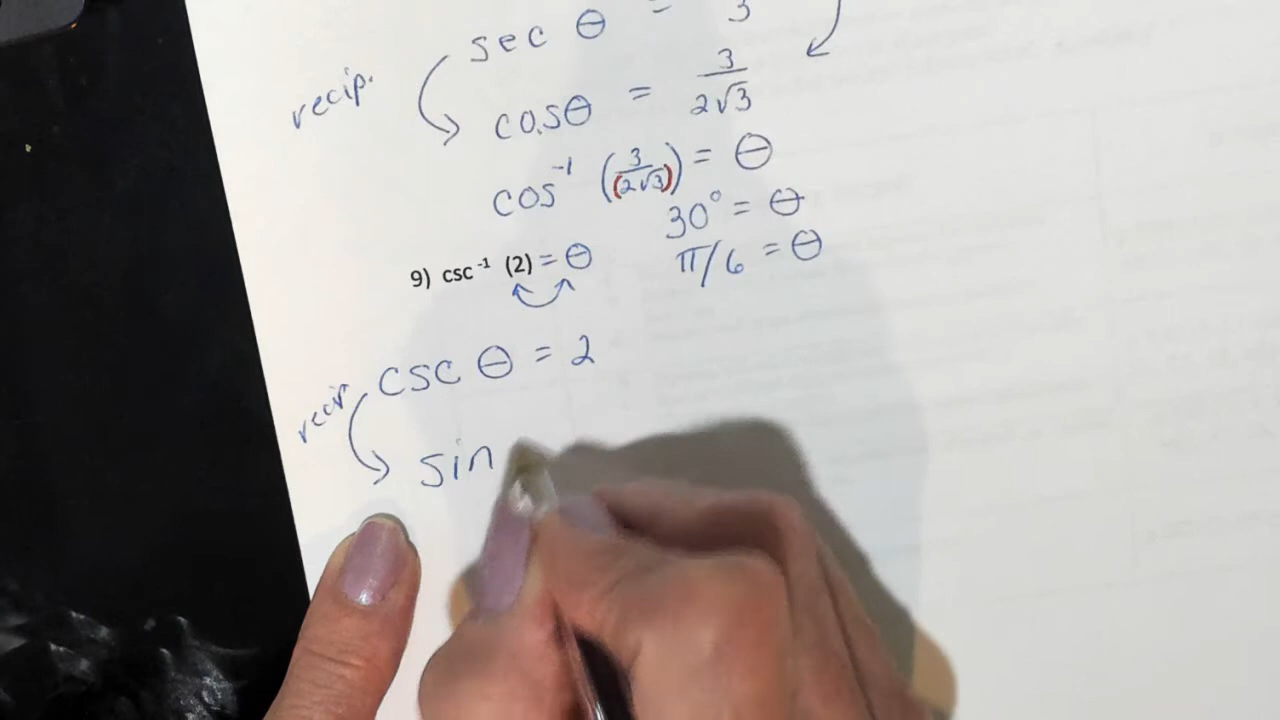 sec θ = 3
recip.
cosθ = 3/2√3
cos⁻¹ (3/(2√3)) = θ
30° = θ
π/6 = θ
9) csc⁻¹ (2) = θ
csc θ = 2
recip.
sin